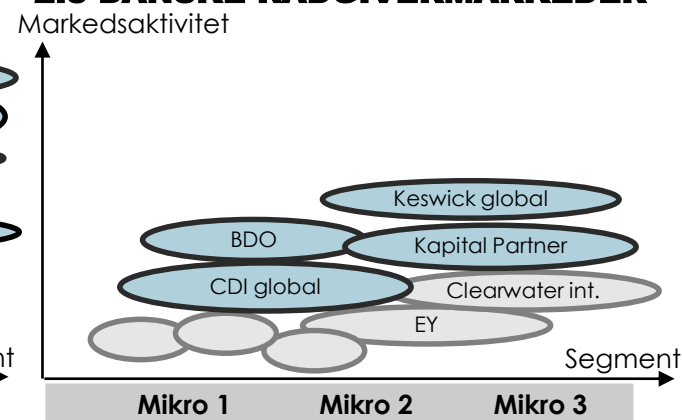 Markedsaktivitet
Keswick global
BDO
Kapital Partner
CDI global
Clearwater int.
EY
Segment
Mikro 1
Mikro 2
Mikro 3